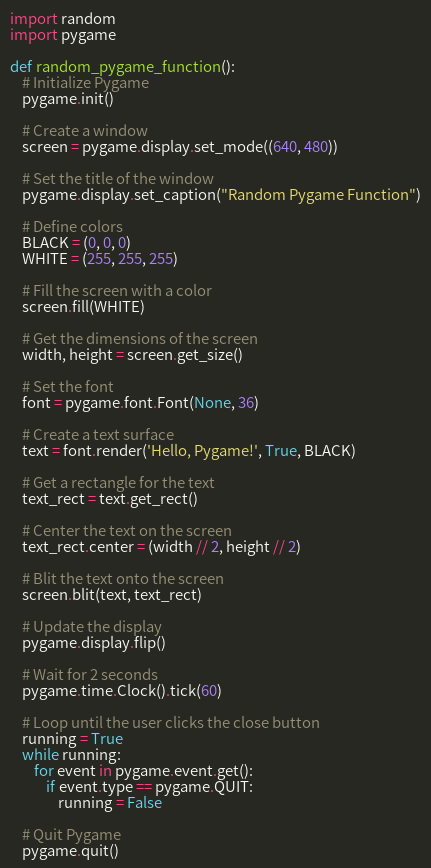 import random
import pygame

def random_pygame_function():
    # Initialize Pygame
    pygame.init()

    # Create a window
    screen = pygame.display.set_mode((640, 480))

    # Set the title of the window
    pygame.display.set_caption("Random Pygame Function")

    # Define colors
    BLACK = (0, 0, 0)
    WHITE = (255, 255, 255)

    # Fill the screen with a color
    screen.fill(WHITE)

    # Get the dimensions of the screen
    width, height = screen.get_size()

    # Set the font
    font = pygame.font.Font(None, 36)

    # Create a text surface
    text = font.render('Hello, Pygame!', True, BLACK)

    # Get a rectangle for the text
    text_rect = text.get_rect()

    # Center the text on the screen
    text_rect.center = (width // 2, height // 2)

    # Blit the text onto the screen
    screen.blit(text, text_rect)

    # Update the display
    pygame.display.flip()

    # Wait for 2 seconds
    pygame.time.Clock().tick(60)

    # Loop until the user clicks the close button
    running = True
    while running:
        for event in pygame.event.get():
            if event.type == pygame.QUIT:
                running = False

    # Quit Pygame
    pygame.quit()